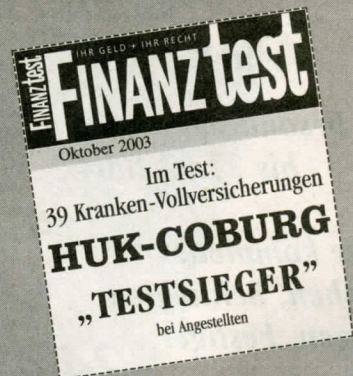 FINANZtest
IHR GELD + IHR RECHT
FINANZtest
Oktober 2003
Im Test:
39 Kranken-Vollversicherungen
HUK-COBURG
„TESTSIEGER”
bei Angestellten